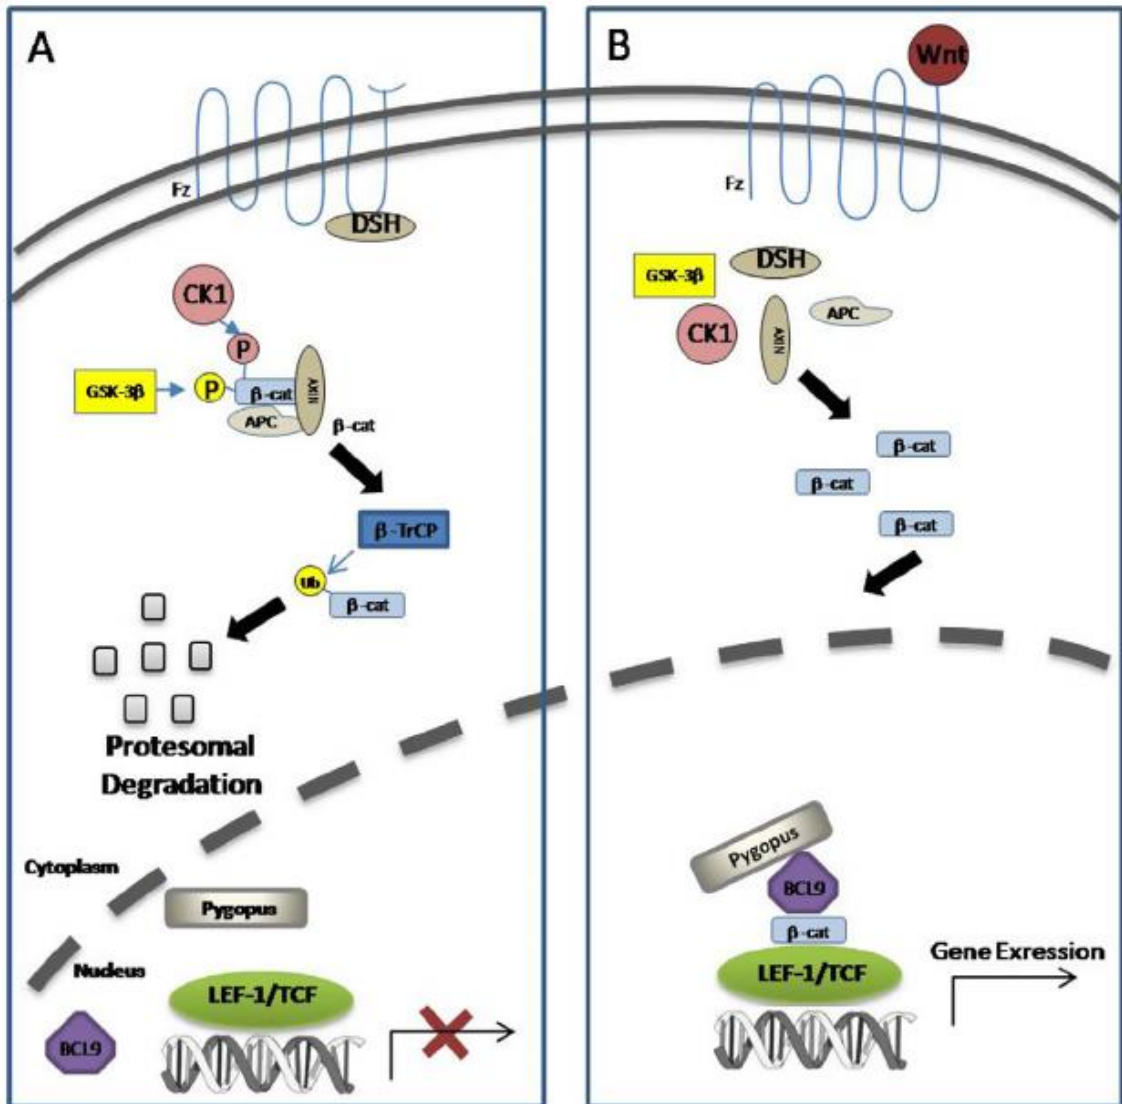 A
Fz
DSH
CK1
P
GSK-3β
P
β-cat
AXIN
APC
β-cat
β-TrCP
Ub
β-cat
Protesomal
Degradation
Cytoplasm
Pygopus
Nucleus
LEF-1/TCF
BCL9
B
Wnt
Fz
DSH
GSK-3β
APC
CK1
AXIN
β-cat
β-cat
β-cat
Pygopus
BCL9
β-cat
Gene Exression
LEF-1/TCF